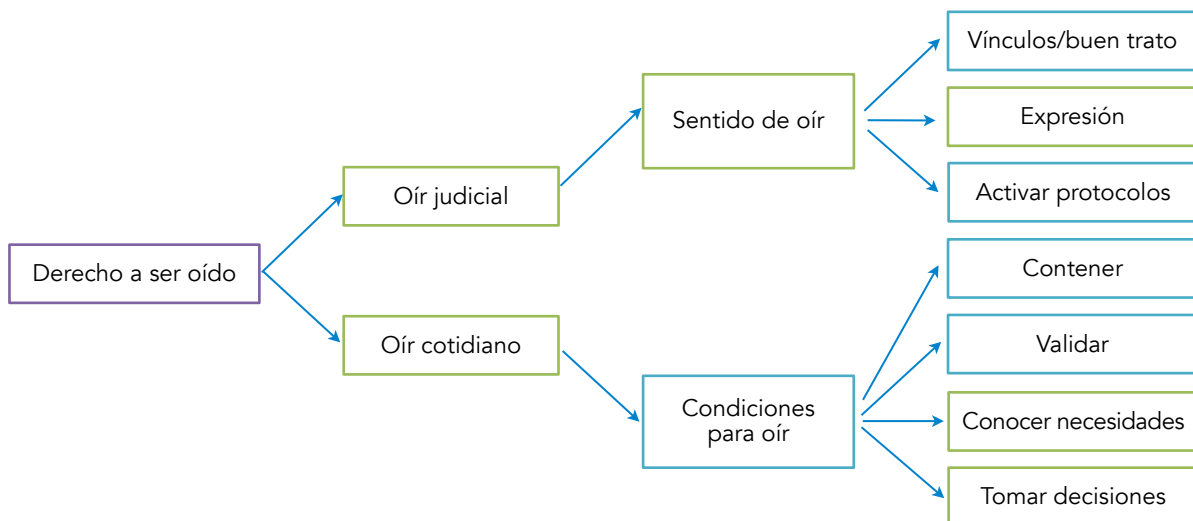 Vínculos/buen trato
Sentido de oír
Expresión
Oír judicial
Activar protocolos
Derecho a ser oído
Contener
Oír cotidiano
Validar
Condiciones
para oír
Conocer necesidades
Tomar decisiones